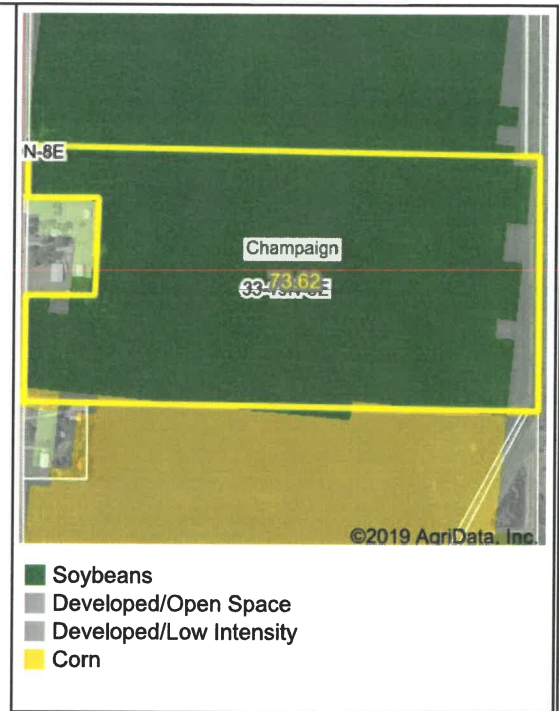 N-8E
Champaign
73.62
©2019 AgriData, Inc.
Soybeans
Developed/Open Space
Developed/Low Intensity
Corn